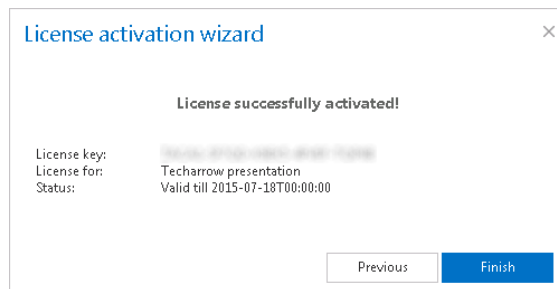 License activation wizard
License successfully activated!
License key:
License for: Techarrow presentation
Status: Valid till 2015-07-18T00:00:00
Previous Finish